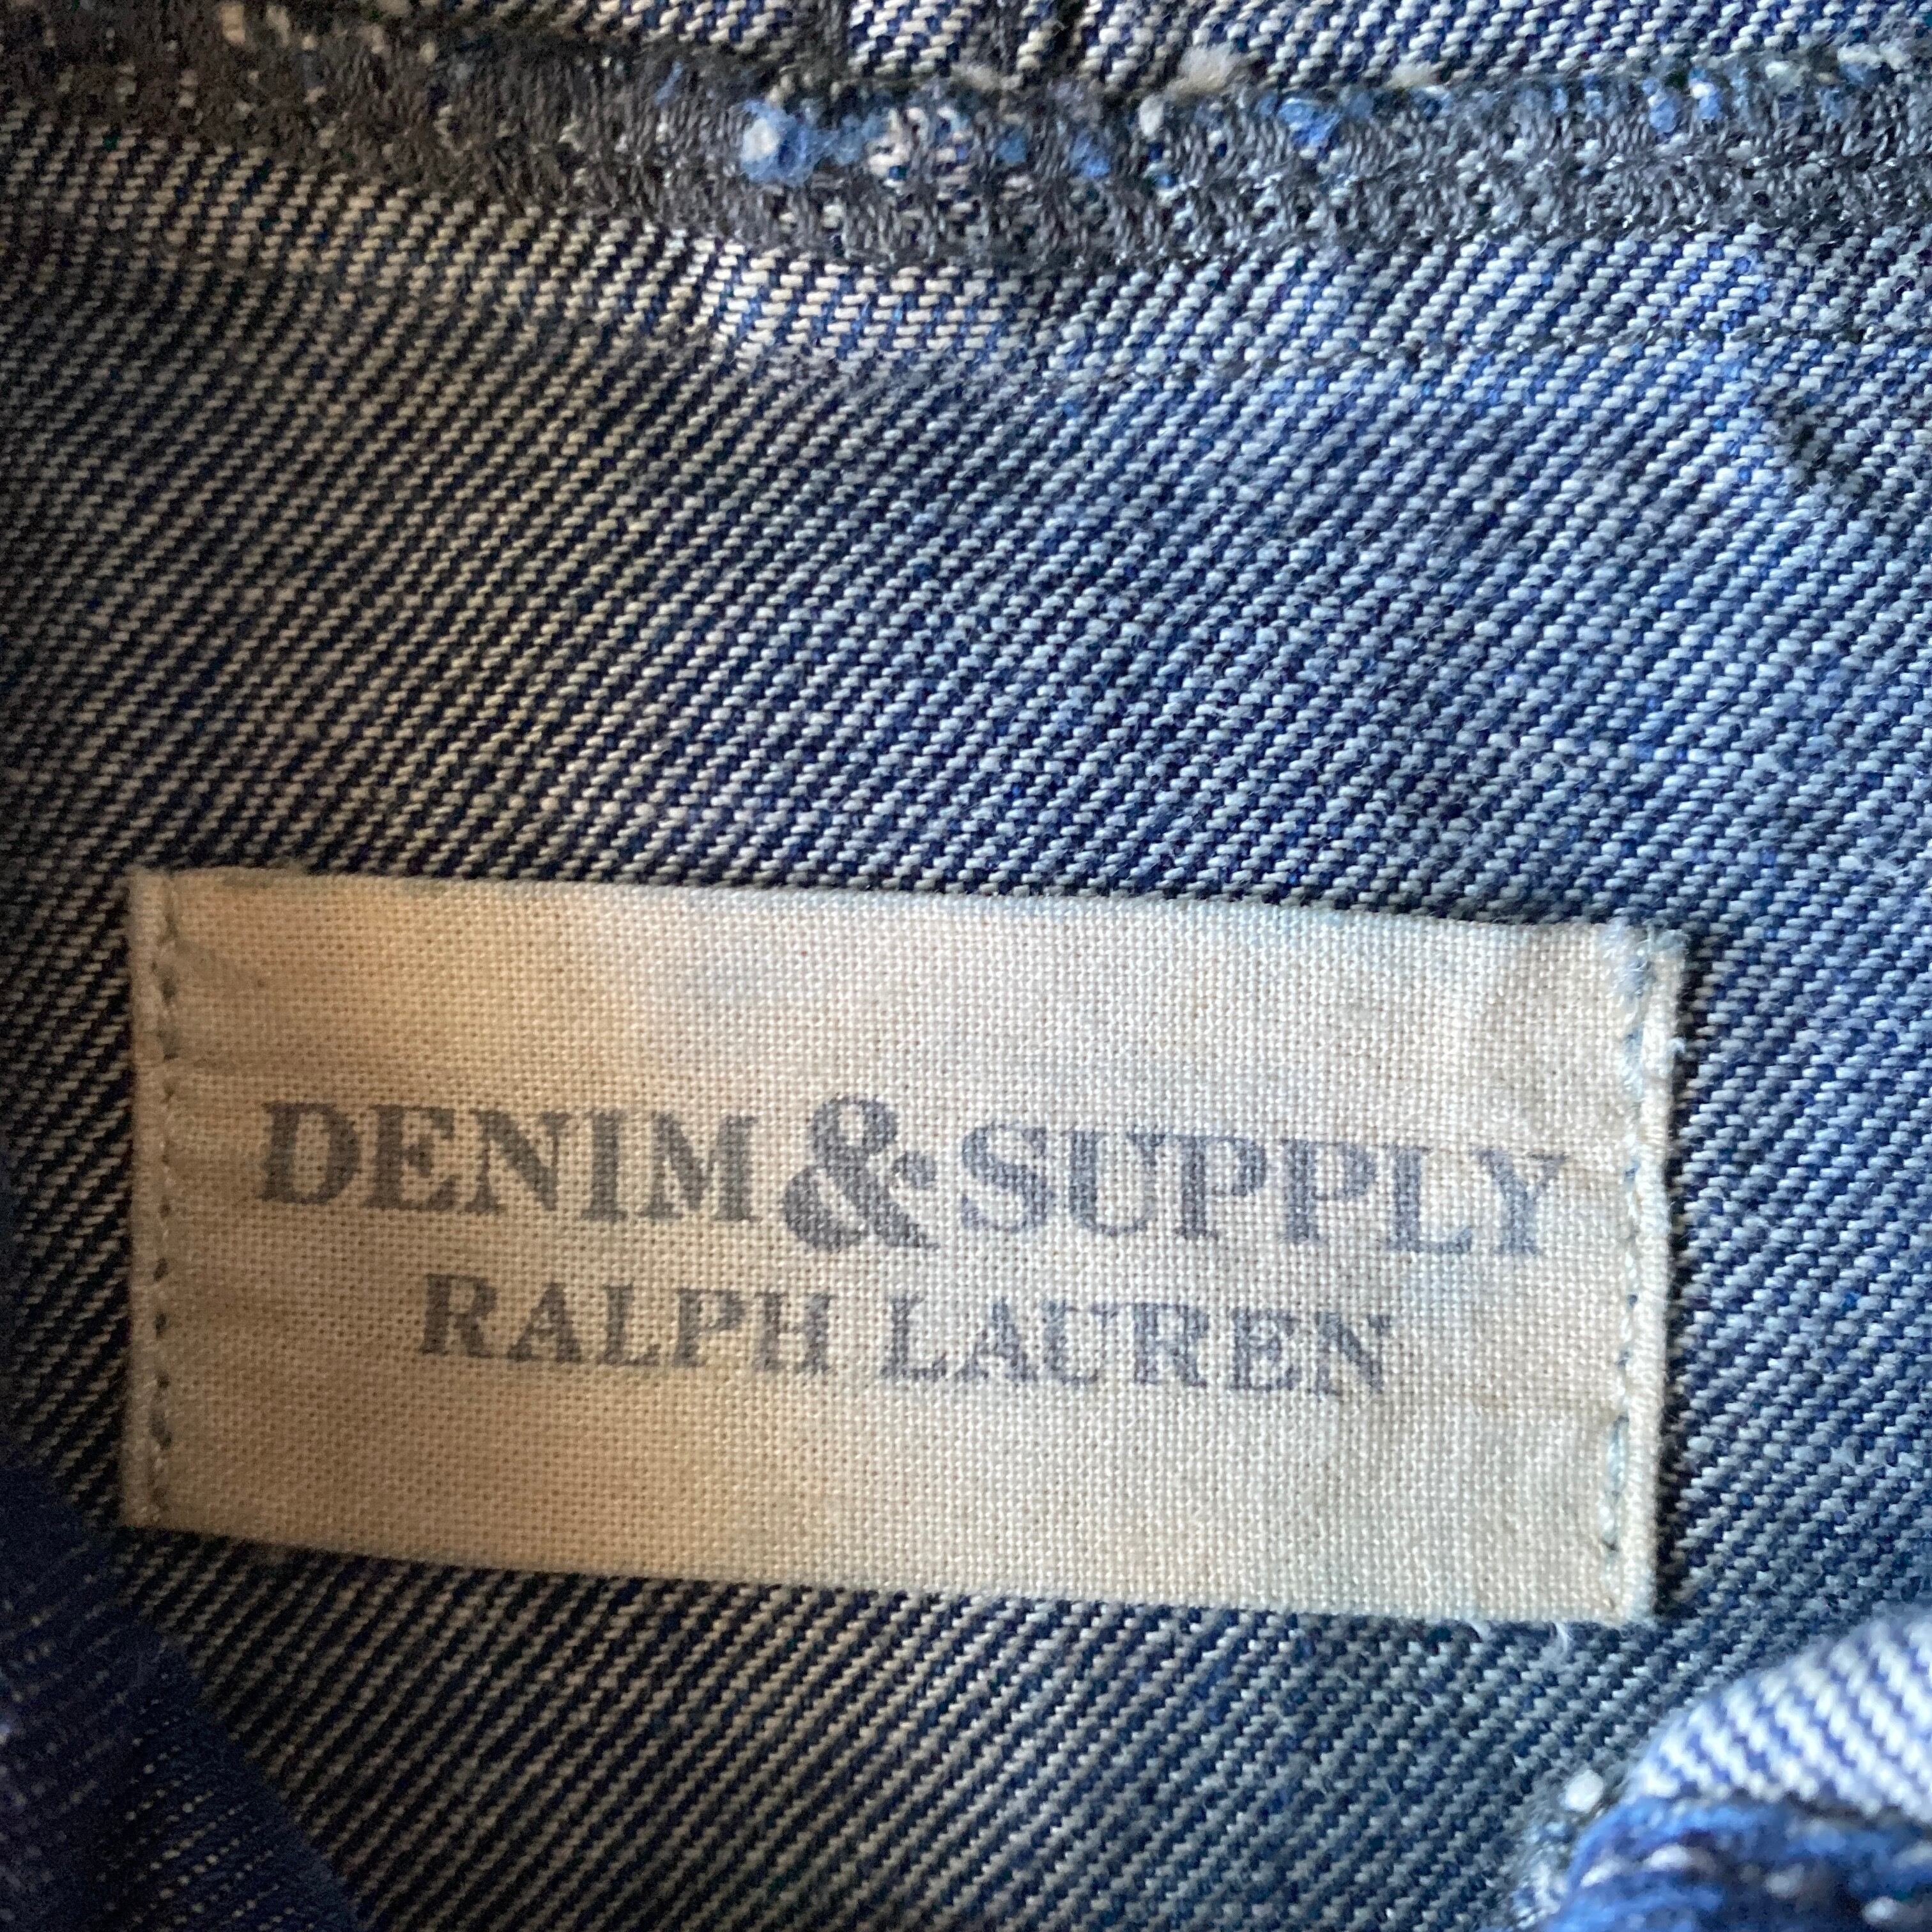 DENIM & SUPPLY
RALPH LAUREN